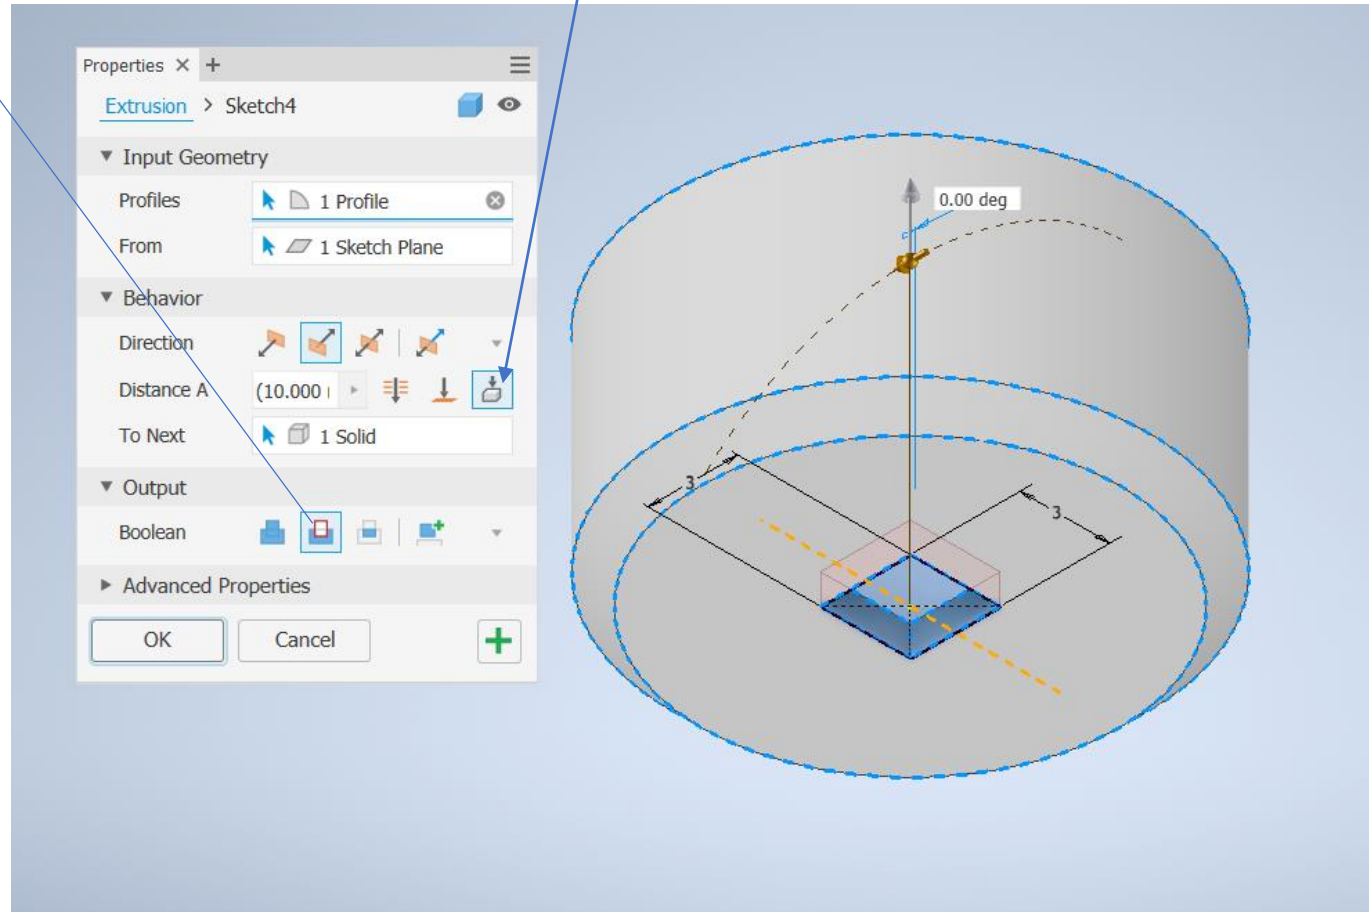 Properties × +
Extrusion > Sketch4
Input Geometry
Profiles 1 Profile
From 1 Sketch Plane
Behavior
Direction
Distance A (10.000
To Next 1 Solid
Output
Boolean
Advanced Properties
OK Cancel
0.00 deg
3
3